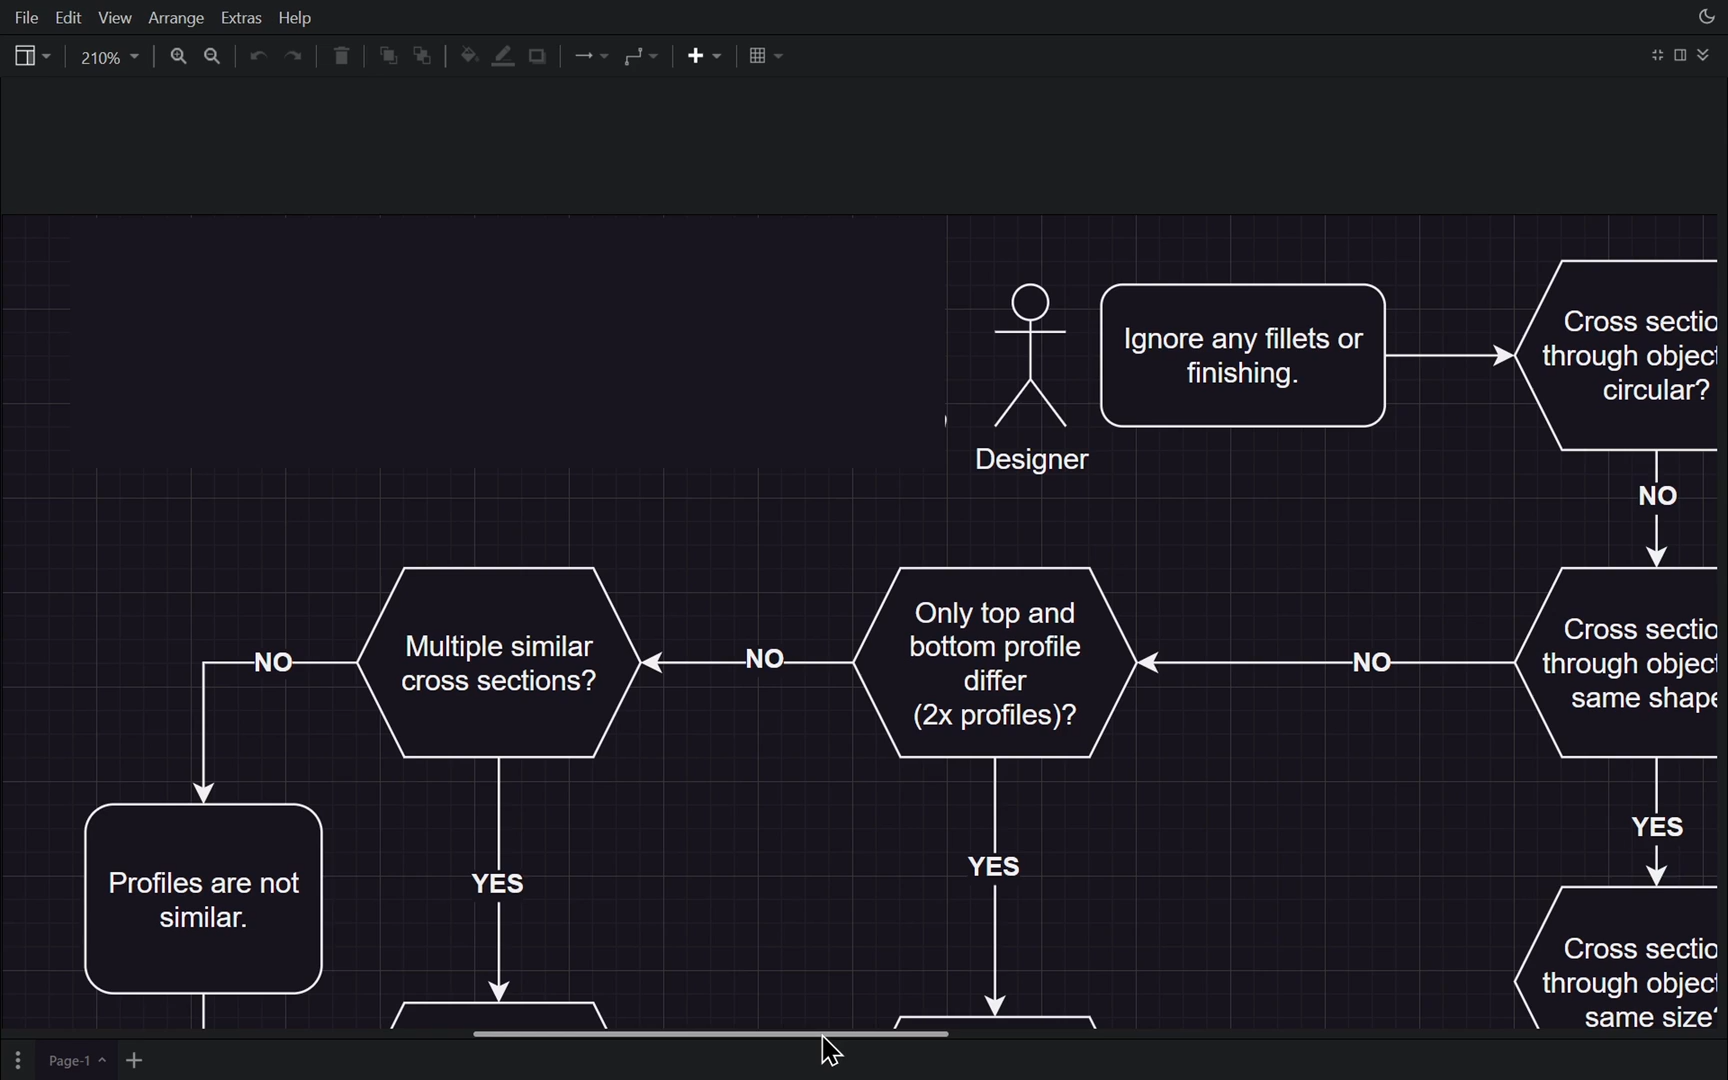 File Edit View Arrange Extras Help
210%
Ignore any fillets or
finishing.
Designer
Cross sectio
through object
circular?
NO
Multiple similar
cross sections?
NO
Only top and
bottom profile
differ
(2x profiles)?
NO
NO
Cross sectio
through object
same shape
Profiles are not
similar.
YES
YES
YES
Cross sectio
through object
same size?
Page-1